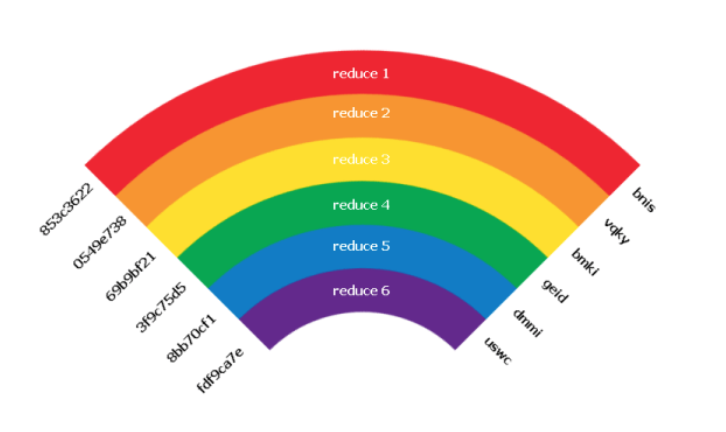 reduce 1
reduce 2
reduce 3
reduce 4
reduce 5
reduce 6
853c3622
0549e738
69b9bf21
3f9c75d5
8bb70cf1
fdf9ca7e
bnis
vqky
bmki
geid
dmmi
uswc